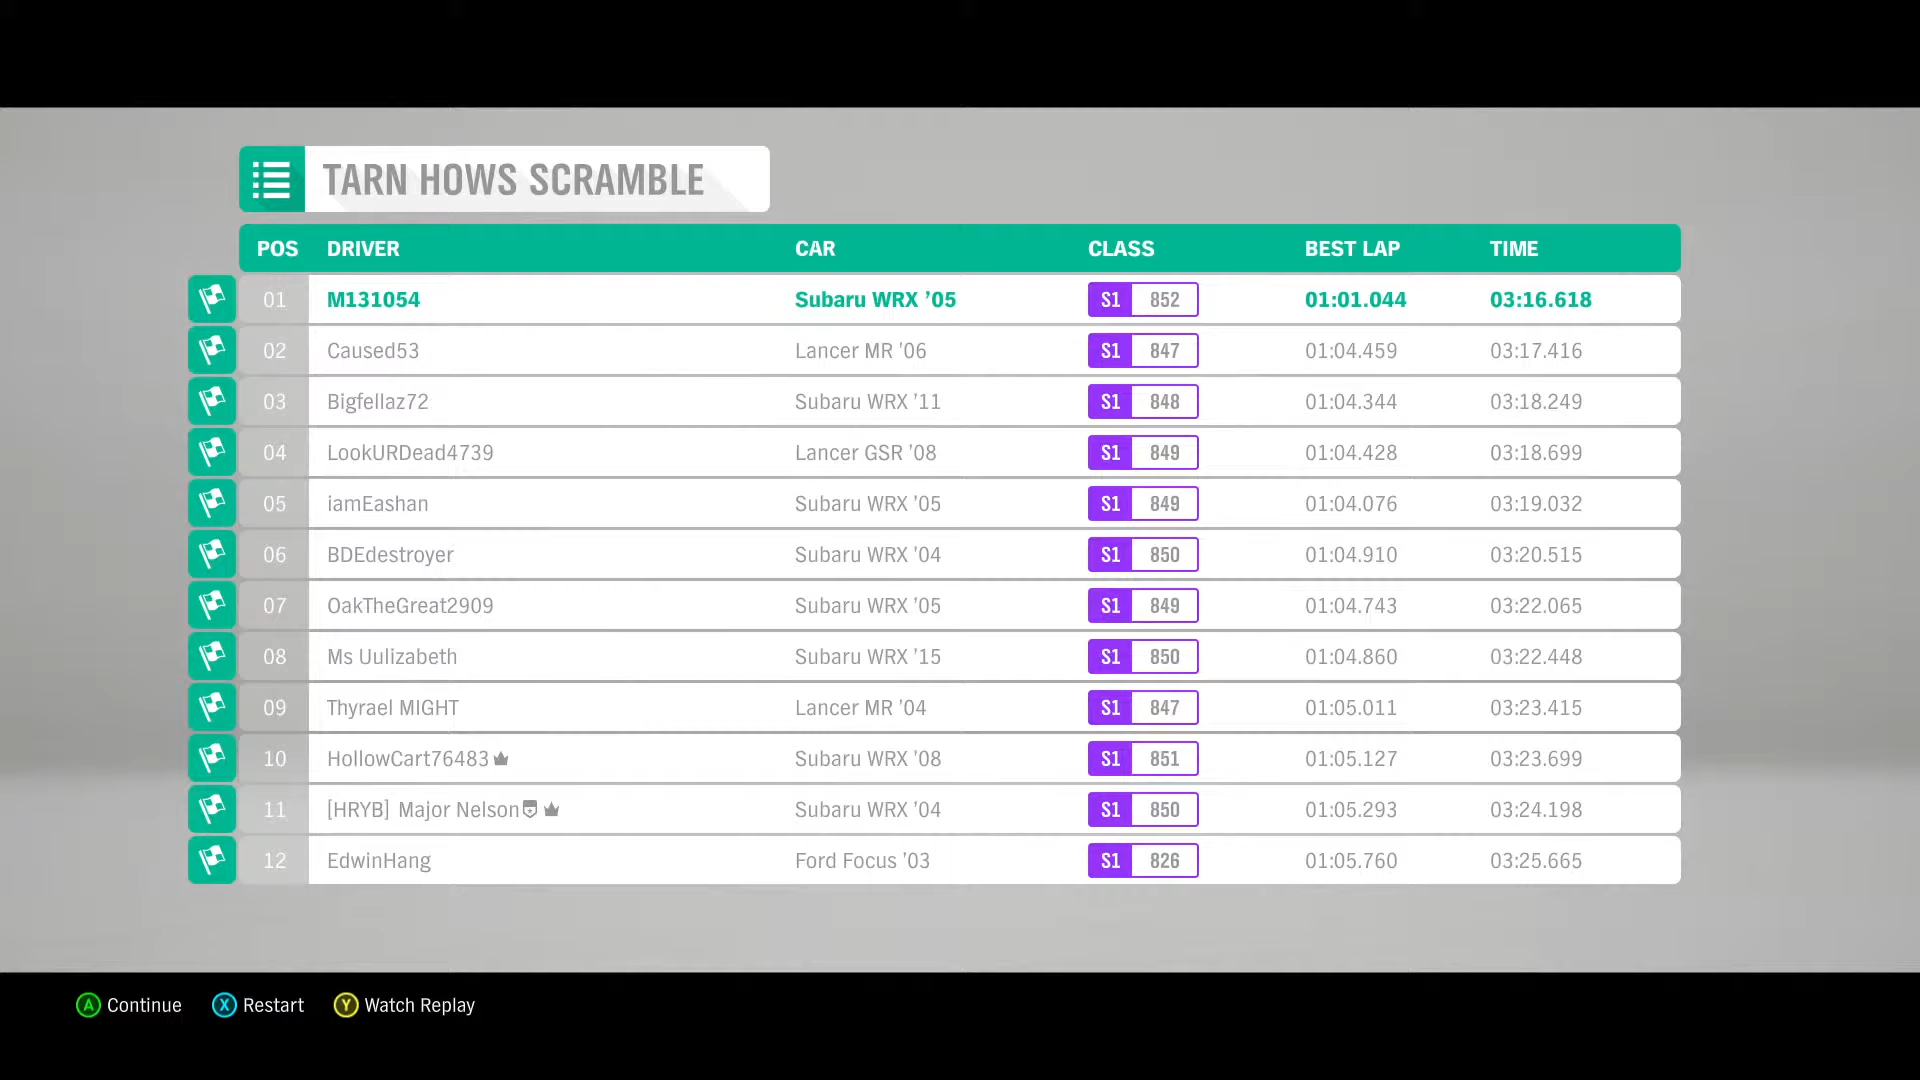 TARN HOWS SCRAMBLE
POS DRIVER CAR CLASS BEST LAP TIME
01 M131054 Subaru WRX ’05 S1 852 01:01.044 03:16.618
02 Caused53 Lancer MR ’06 S1 847 01:04.459 03:17.416
03 Bigfellaz72 Subaru WRX ’11 S1 848 01:04.344 03:18.249
04 LookURDead4739 Lancer GSR ’08 S1 849 01:04.428 03:18.699
05 iamEashan Subaru WRX ’05 S1 849 01:04.076 03:19.032
06 BDEdestroyer Subaru WRX ’04 S1 850 01:04.910 03:20.515
07 OakTheGreat2909 Subaru WRX ’05 S1 849 01:04.743 03:22.065
08 Ms Uulizabeth Subaru WRX ’15 S1 850 01:04.860 03:22.448
09 Thyrael MIGHT Lancer MR ’04 S1 847 01:05.011 03:23.415
10 HollowCart76483 Subaru WRX ’08 S1 851 01:05.127 03:23.699
11 [HRYB] Major Nelson Subaru WRX ’04 S1 850 01:05.293 03:24.198
12 EdwinHang Ford Focus ’03 S1 826 01:05.760 03:25.665
A Continue X Restart Y Watch Replay